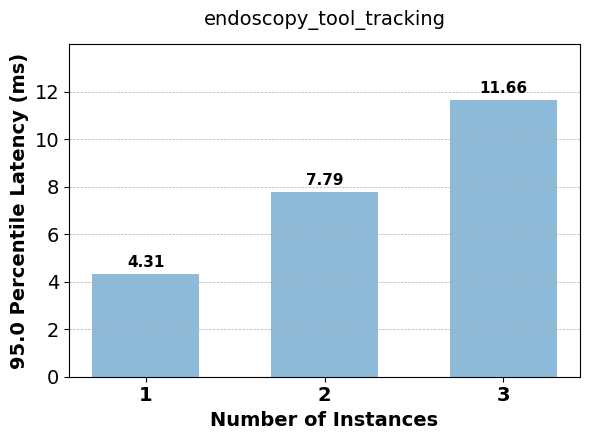 endoscopy_tool_tracking
95.0 Percentile Latency (ms)
12
10
8
6
4
2
0
4.31
7.79
11.66
1 2 3
Number of Instances